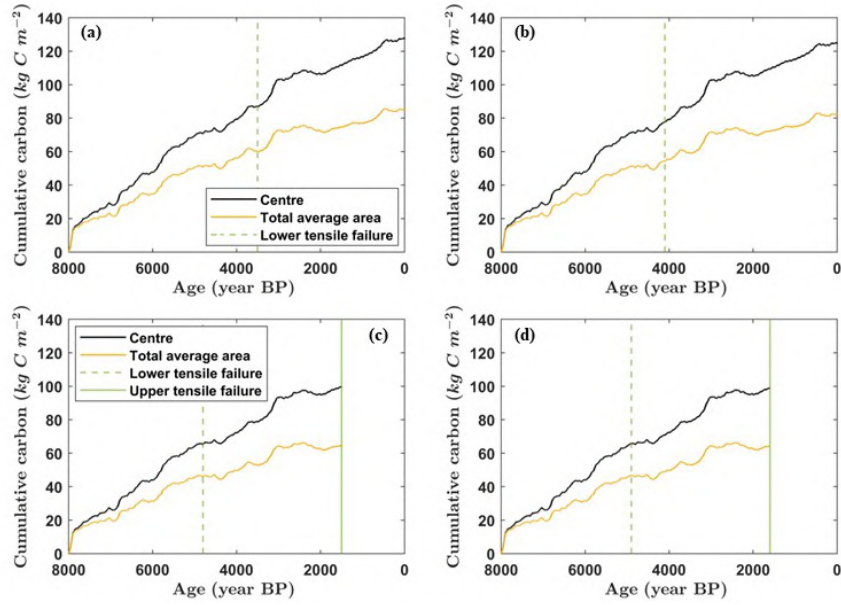 (a)
Cumulative carbon (kg C m⁻²)
140
120
100
80
60
40
20
0
Centre
Total average area
Lower tensile failure
8000 6000 4000 2000 0
Age (year BP)
(b)
Cumulative carbon (kg C m⁻²)
140
120
100
80
60
40
20
0
8000 6000 4000 2000 0
Age (year BP)
(c)
Cumulative carbon (kg C m⁻²)
140
120
100
80
60
40
20
0
Centre
Total average area
Lower tensile failure
Upper tensile failure
8000 6000 4000 2000 0
Age (year BP)
(d)
Cumulative carbon (kg C m⁻²)
140
120
100
80
60
40
20
0
8000 6000 4000 2000 0
Age (year BP)